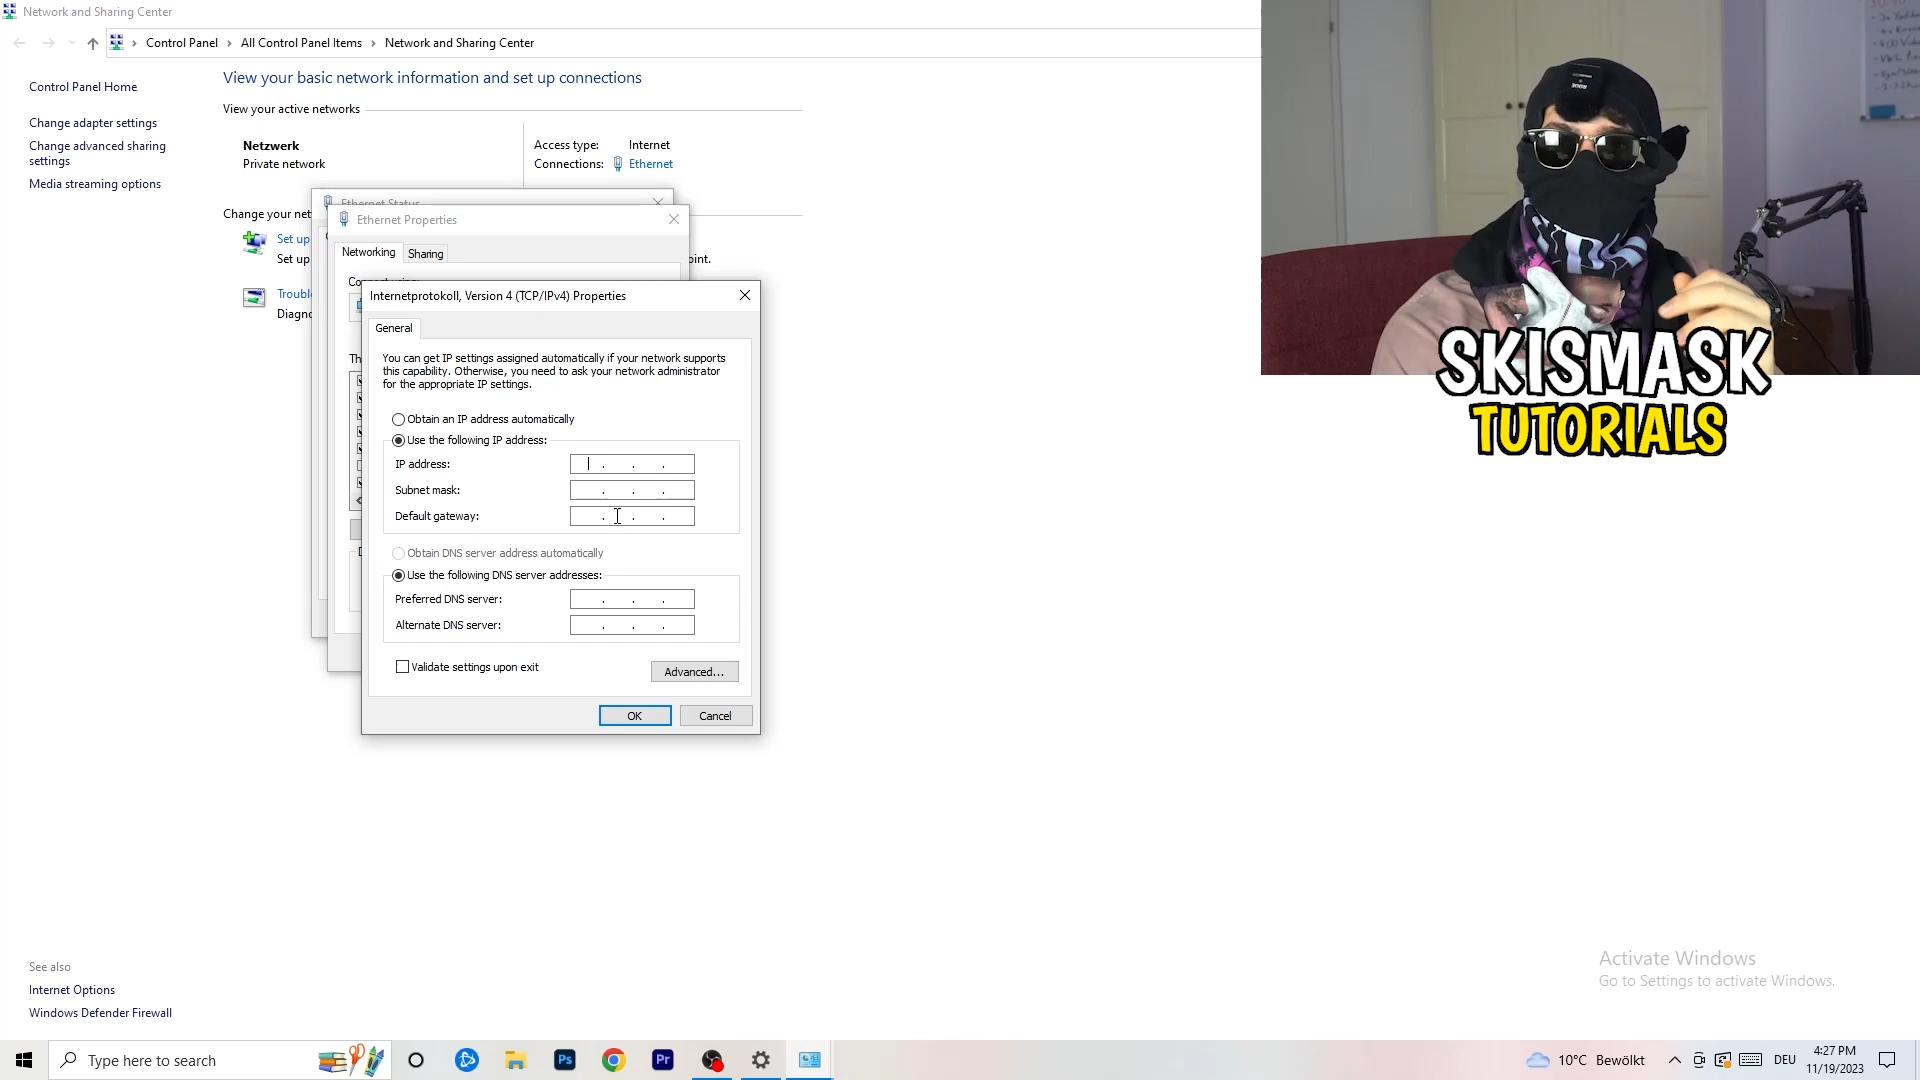 Network and Sharing Center
Control Panel
All Control Panel Items
Network and Sharing Center
Control Panel Home
Change adapter settings
Change advanced sharing
settings
Media streaming options
View your basic network information and set up connections
View your active networks
Netzwerk
Private network
Access type: Internet
Connections: Ethernet
Change your net
Set up
Set up
oint.
Troubl
Diagno
Ethernet Status
Ethernet Properties
Networking
Sharing
Internetprotokoll, Version 4 (TCP/IPv4) Properties
General
You can get IP settings assigned automatically if your network supports
this capability. Otherwise, you need to ask your network administrator
for the appropriate IP settings.
Obtain an IP address automatically
Use the following IP address:
IP address: . . .
Subnet mask: . . .
Default gateway: . . .
Obtain DNS server address automatically
Use the following DNS server addresses:
Preferred DNS server: . . .
Alternate DNS server: . . .
Validate settings upon exit
Advanced...
OK
Cancel
SKISMASK
TUTORIALS
See also
Internet Options
Windows Defender Firewall
Activate Windows
Go to Settings to activate Windows.
Type here to search
Ps
Pr
10°C Bewölkt
DEU
4:27 PM
11/19/2023